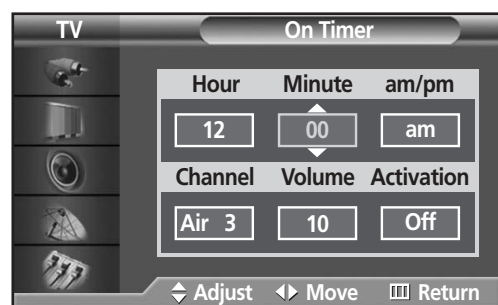 TV On Timer
Hour Minute am/pm
12 00 am
Channel Volume Activation
Air 3 10 Off
Adjust Move Return